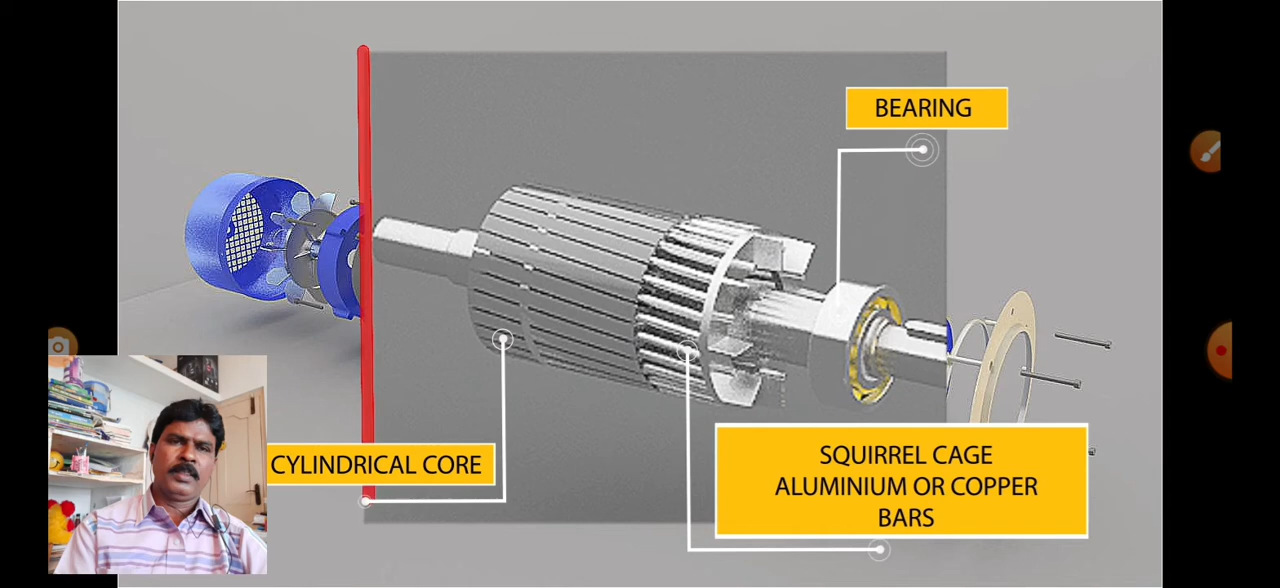 BEARING
CYLINDRICAL CORE
SQUIRREL CAGE
ALUMINIUM OR COPPER
BARS